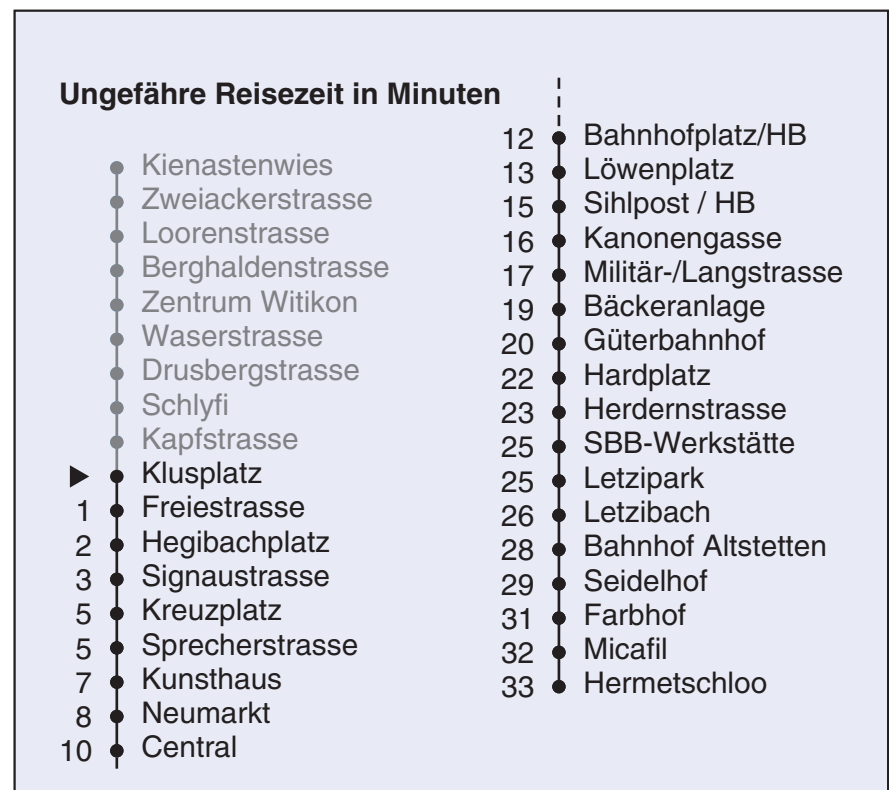 Ungefähre Reisezeit in Minuten
Kienastenwies
Zweiackerstrasse
Loorenstrasse
Berghaldenstrasse
Zentrum Witikon
Waserstrasse
Drusbergstrasse
Schlyfi
Kapfstrasse
Klusplatz
1 Freiestrasse
2 Hegibachplatz
3 Signaustrasse
5 Kreuzplatz
5 Sprecherstrasse
7 Kunsthaus
8 Neumarkt
10 Central
12 Bahnhofplatz/HB
13 Löwenplatz
15 Sihlpost / HB
16 Kanonengasse
17 Militär-/Langstrasse
19 Bäckeranlage
20 Güterbahnhof
22 Hardplatz
23 Herdernstrasse
25 SBB-Werkstätte
25 Letzipark
26 Letzibach
28 Bahnhof Altstetten
29 Seidelhof
31 Farbhof
32 Micafil
33 Hermetschloo